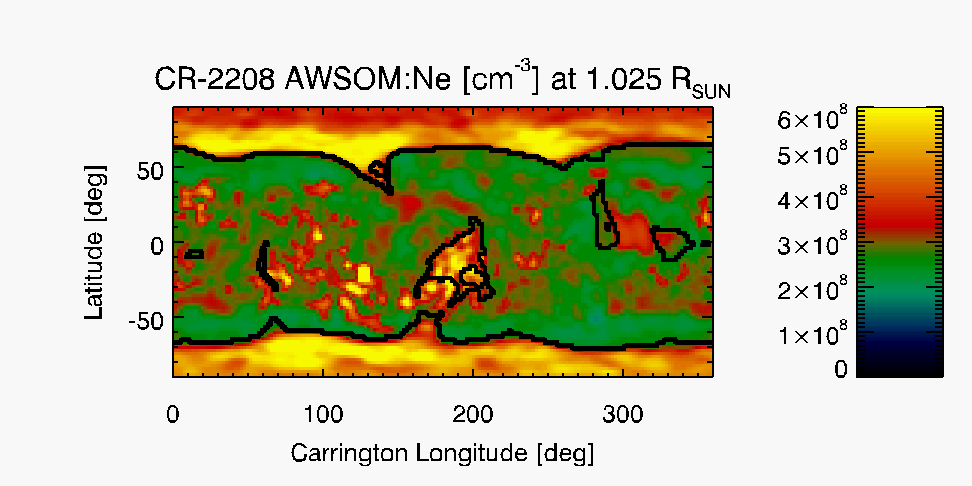 CR-2208 AWSOM:Ne [cm⁻³] at 1.025 R_SUN
6×10⁸
5×10⁸
4×10⁸
3×10⁸
2×10⁸
1×10⁸
0
Latitude [deg]
50
0
-50
0 100 200 300
Carrington Longitude [deg]